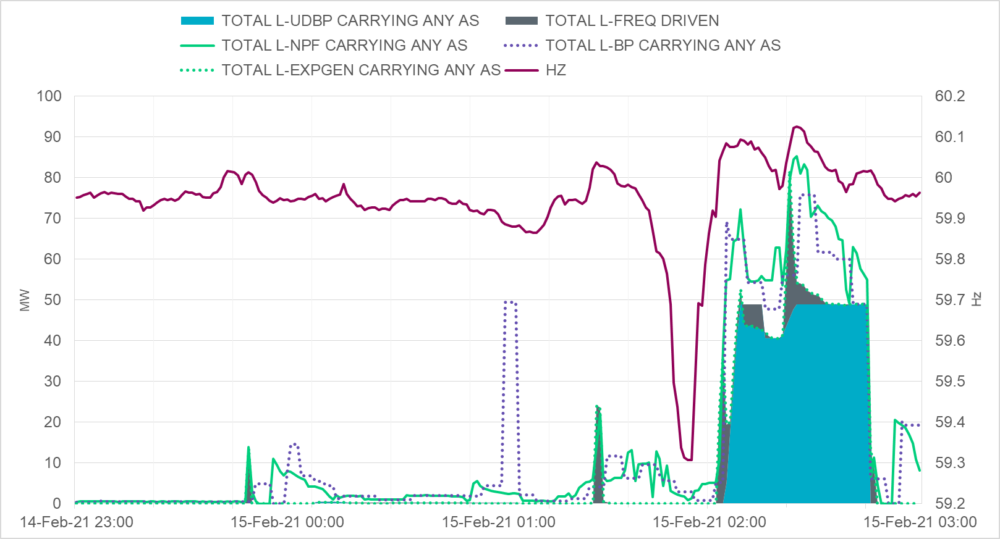 TOTAL L-UDBP CARRYING ANY AS TOTAL L-FREQ DRIVEN
TOTAL L-NPF CARRYING ANY AS TOTAL L-BP CARRYING ANY AS
TOTAL L-EXPGEN CARRYING ANY AS HZ
100 60.2
90 60.1
80 60
70 59.9
60 59.8
MW
50 59.7
Hz
40 59.6
30 59.5
20 59.4
10 59.3
0 59.2
14-Feb-21 23:00 15-Feb-21 00:00 15-Feb-21 01:00 15-Feb-21 02:00 15-Feb-21 03:00